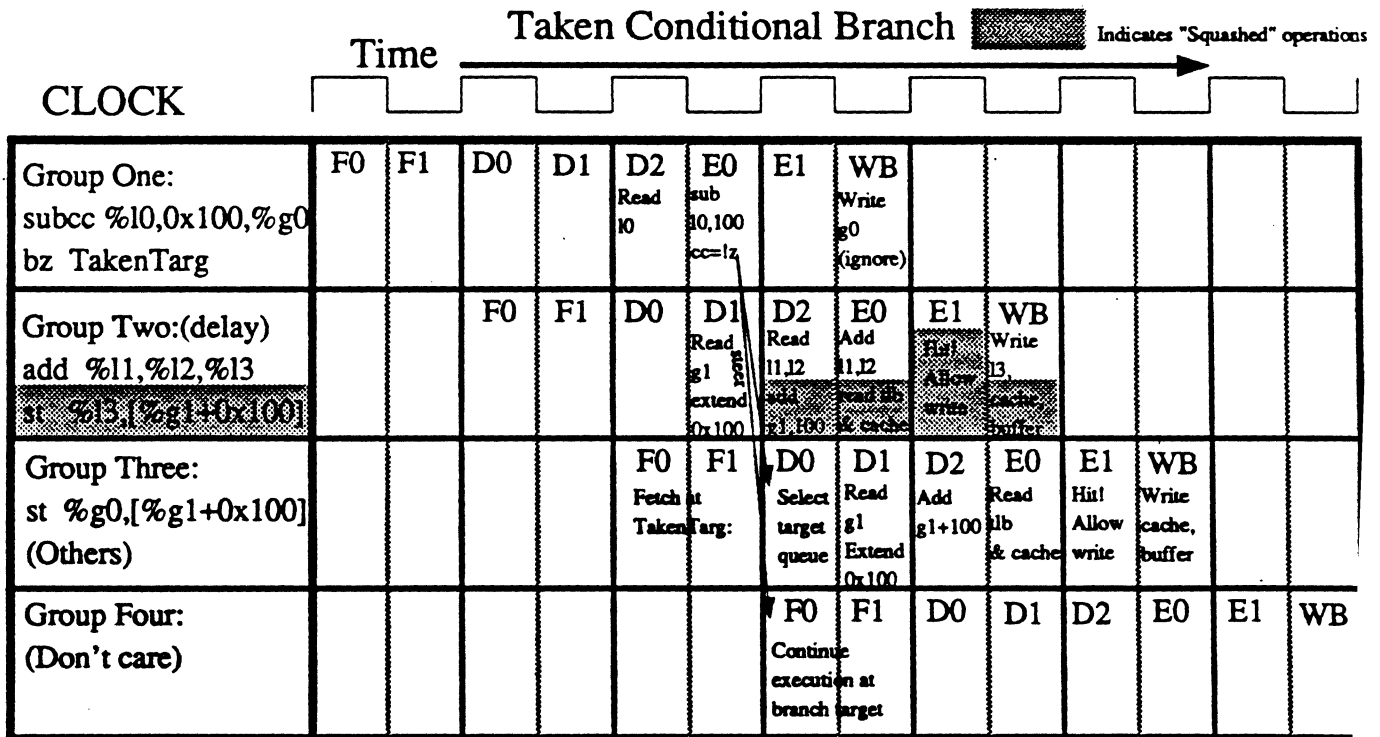 Taken Conditional Branch
Indicates "Squashed" operations
Time
CLOCK
Group One:
subcc %l0,0x100,%g0
bz TakenTarg
F0 F1 D0 D1 D2 E0 E1 WB
Read
l0
sub
l0,100
cc=!z
Write
g0
(ignore)
Group Two:(delay)
add %l1,%l2,%l3
st %l3,[%g1+0x100]
F0 F1 D0 D1 D2 E0 E1 WB
Read
g1
extend
0x100
steer
Read
l1,l2
add
g1,100
Add
l1,l2
read tlb
& cache
Hit!
Allow
write
Write
l3,
cache,
buffer
Group Three:
st %g0,[%g1+0x100]
(Others)
F0 F1 D0 D1 D2 E0 E1 WB
Fetch at
TakenTarg:
Select
target
queue
Read
g1
Extend
0x100
Add
g1+100
Read
tlb
& cache
Hit!
Allow
write
Write
cache,
buffer
Group Four:
(Don't care)
F0 F1 D0 D1 D2 E0 E1 WB
Continue
execution at
branch target